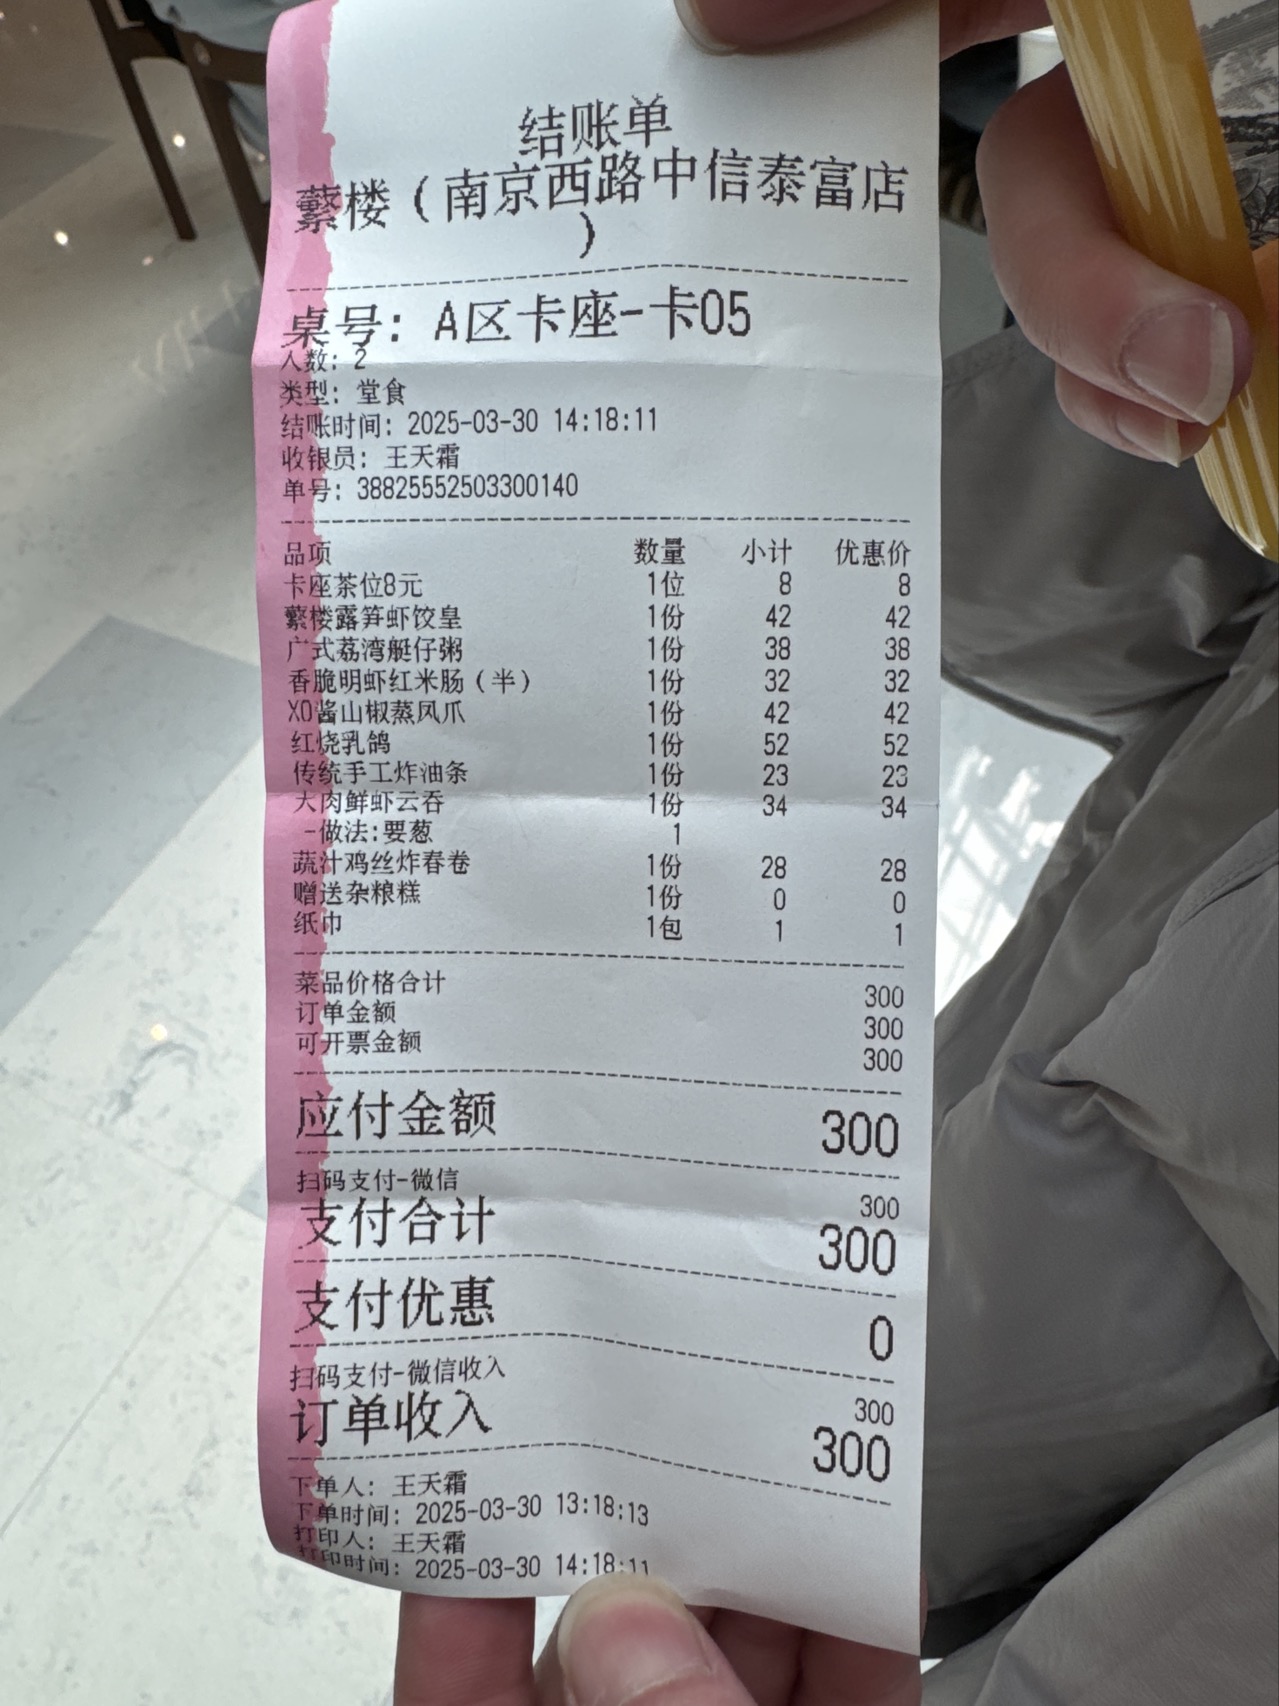 结账单
蘩楼（南京西路中信泰富店
）
桌号: A区卡座-卡05
人数: 2
类型: 堂食
结账时间: 2025-03-30 14:18:11
收银员: 王天霜
单号: 38825552503300140
品项 数量 小计 优惠价
卡座茶位8元 1位 8 8
蘩楼露笋虾饺皇 1份 42 42
广式荔湾艇仔粥 1份 38 38
香脆明虾红米肠（半） 1份 32 32
XO酱山椒蒸凤爪 1份 42 42
红烧乳鸽 1份 52 52
传统手工炸油条 1份 23 23
大肉鲜虾云吞 1份 34 34
-做法:要葱 1
蔬汁鸡丝炸春卷 1份 28 28
赠送杂粮糕 1份 0 0
纸巾 1包 1 1
菜品价格合计 300
订单金额 300
可开票金额 300
应付金额 300
扫码支付-微信 300
支付合计 300
支付优惠 0
扫码支付-微信收入 300
订单收入 300
下单人: 王天霜
下单时间: 2025-03-30 13:18:13
打印人: 王天霜
打印时间: 2025-03-30 14:18:11